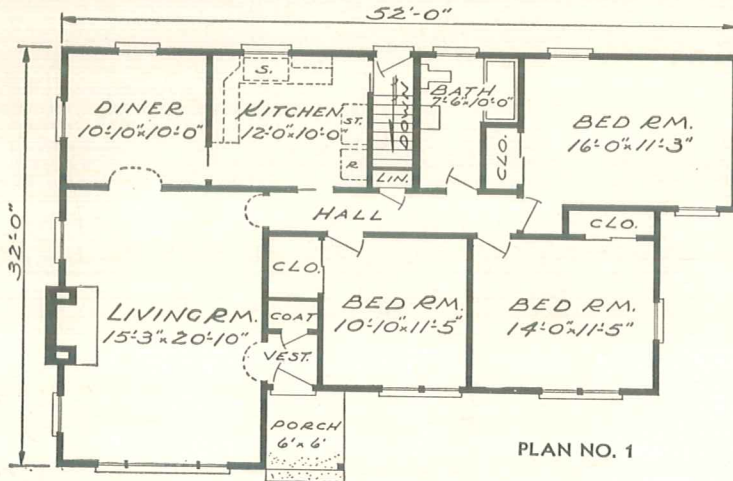 52'-0"
32'-0"
DINER
10'-10"x10'-0"
S.
KITCHEN
12'-0"x10'-0"
ST.
R.
DOWN
LIN.
BATH
7'-6"x10'-0"
CLO.
BED RM.
16'-0"x11'-3"
HALL
CLO.
CLO.
COAT
VEST.
LIVING RM.
15'-3"x20'-10"
BED RM.
10'-10"x11'-5"
BED RM.
14'-0"x11'-5"
PORCH
6'x6'
PLAN NO. 1